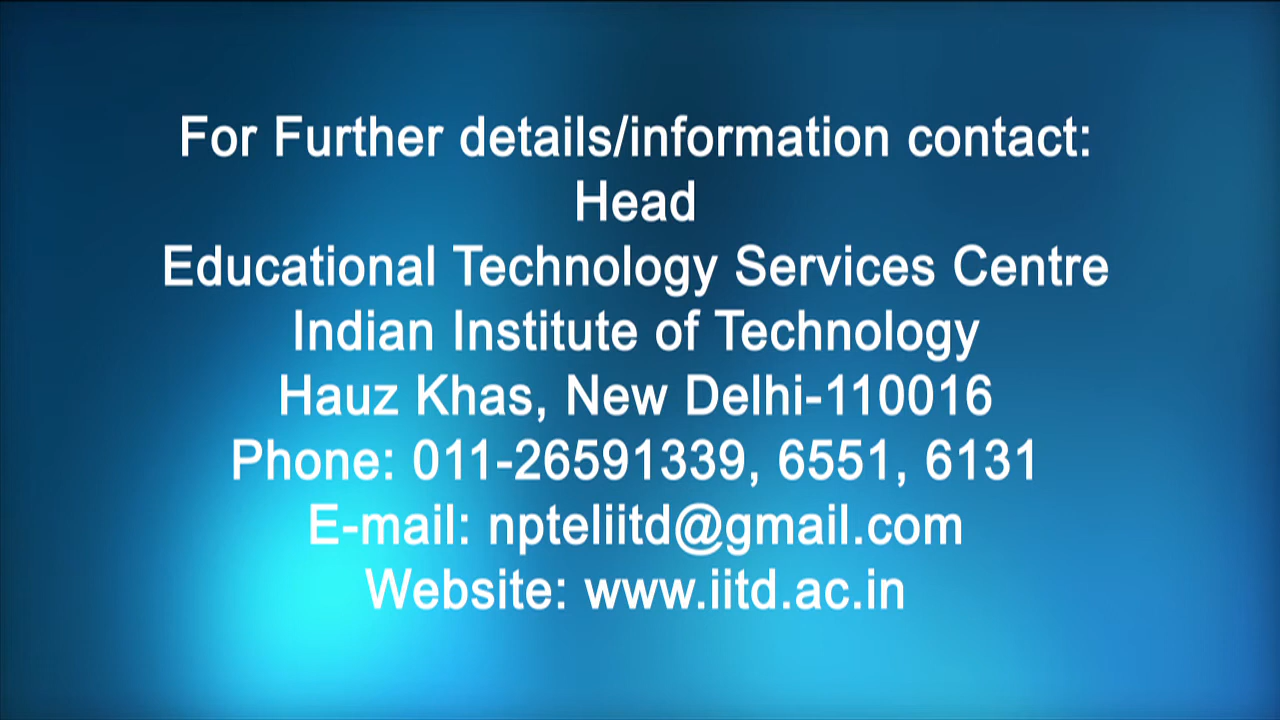 For Further details/information contact:
Head
Educational Technology Services Centre
Indian Institute of Technology
Hauz Khas, New Delhi-110016
Phone: 011-26591339, 6551, 6131
E-mail: npteliitd@gmail.com
Website: www.iitd.ac.in